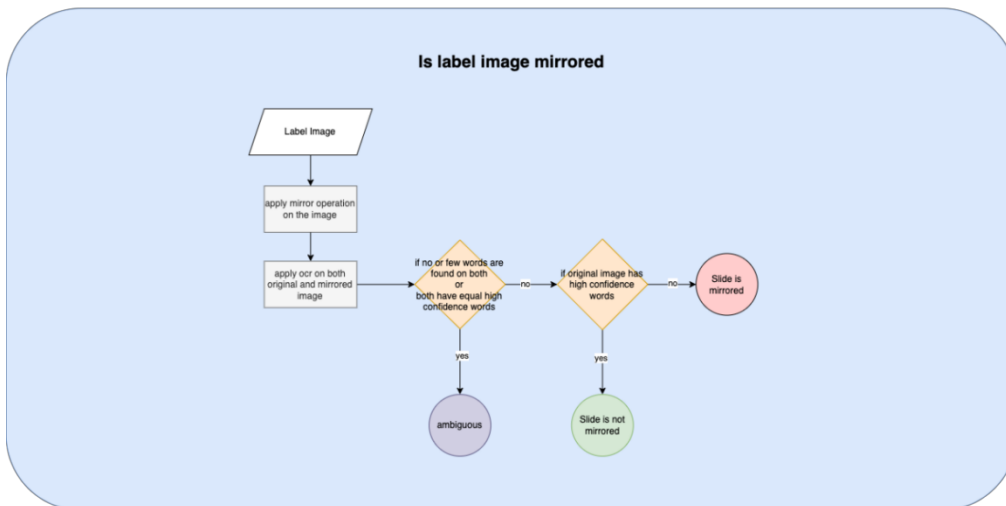 Is label image mirrored
Label Image
apply mirror operation
on the image
apply ocr on both
original and mirrored
image
if no or few words are
found on both
or
both have equal high
confidence words
no
if original image has
high confidence
words
no
Slide is
mirrored
yes
yes
ambiguous
Slide is not
mirrored